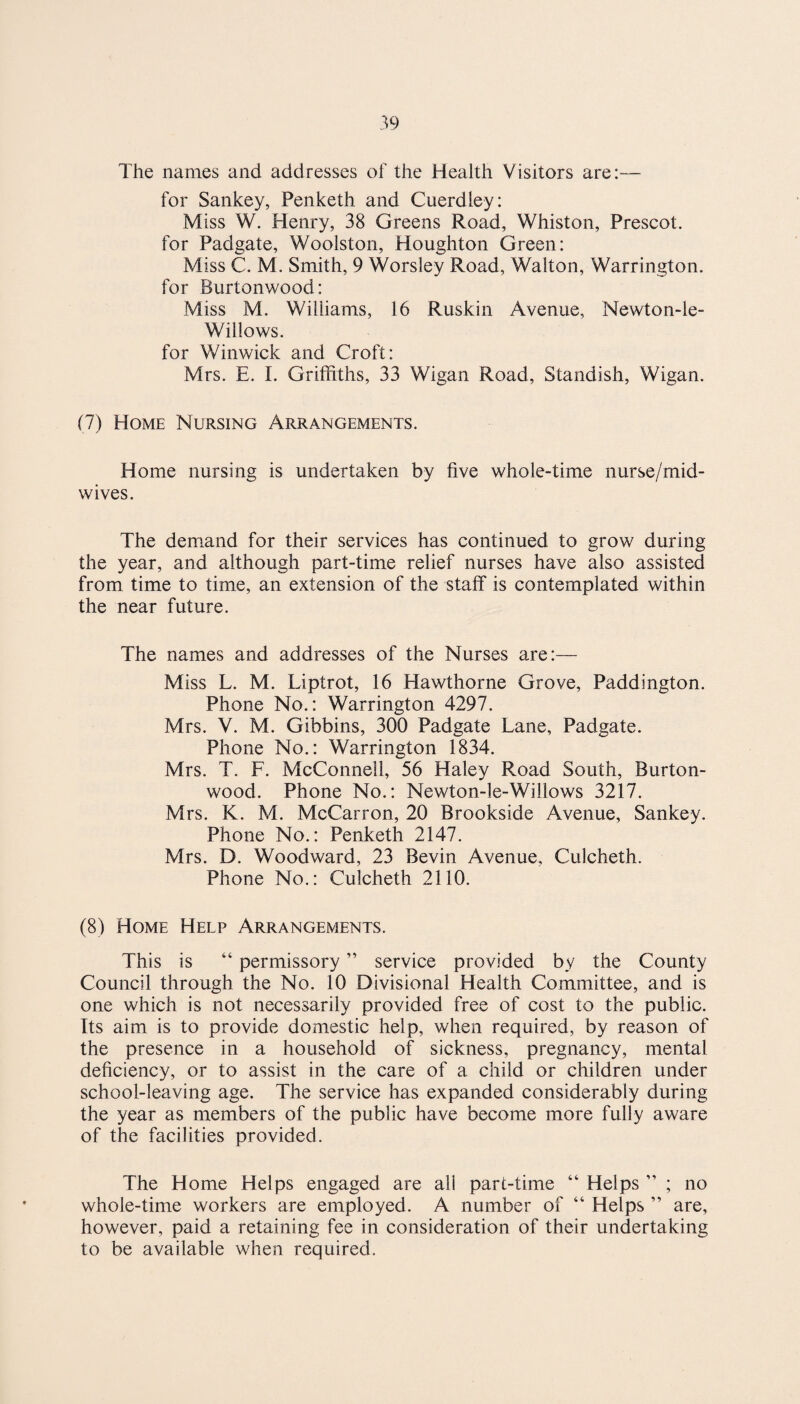 39
The names and addresses of the Health Visitors are:—
for Sankey, Penketh and Cuerdley:
Miss W. Henry, 38 Greens Road, Whiston, Prescot.
for Padgate, Woolston, Houghton Green:
Miss C. M. Smith, 9 Worsley Road, Walton, Warrington.
for Burtonwood:
Miss M. Williams, 16 Ruskin Avenue, Newton-le-
Willows.
for Winwick and Croft:
Mrs. E. I. Griffiths, 33 Wigan Road, Standish, Wigan.
(7) Home Nursing Arrangements.
Home nursing is undertaken by five whole-time nurse/mid-
wives.
The demand for their services has continued to grow during
the year, and although part-time relief nurses have also assisted
from time to time, an extension of the staff is contemplated within
the near future.
The names and addresses of the Nurses are:—
Miss L. M. Liptrot, 16 Hawthorne Grove, Paddington.
Phone No.: Warrington 4297.
Mrs. V. M. Gibbins, 300 Padgate Lane, Padgate.
Phone No.: Warrington 1834.
Mrs. T. F. McConnell, 56 Haley Road South, Burton-
wood. Phone No.: Newton-le-Willows 3217.
Mrs. K. M. McCarron, 20 Brookside Avenue, Sankey.
Phone No.: Penketh 2147.
Mrs. D. Woodward, 23 Bevin Avenue, Culcheth.
Phone No.: Culcheth 2110.
(8) Home Help Arrangements.
This is “ permissory ” service provided by the County
Council through the No. 10 Divisional Health Committee, and is
one which is not necessarily provided free of cost to the public.
Its aim is to provide domestic help, when required, by reason of
the presence in a household of sickness, pregnancy, mental
deficiency, or to assist in the care of a child or children under
school-leaving age. The service has expanded considerably during
the year as members of the public have become more fully aware
of the facilities provided.
The Home Helps engaged are all part-time “ Helps ” ; no
whole-time workers are employed. A number of “ Helps ” are,
however, paid a retaining fee in consideration of their undertaking
to be available when required.